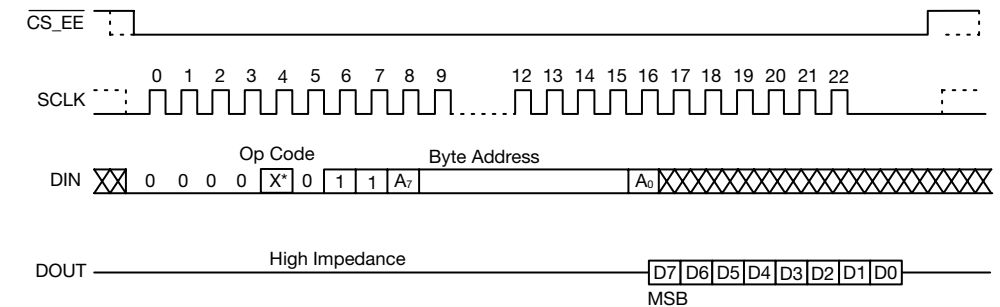 CS_EE
0 1 2 3 4 5 6 7 8 9 12 13 14 15 16 17 18 19 20 21 22
SCLK
Op Code
Byte Address
DIN 0 0 0 0 X* 0 1 1 A7 A0
High Impedance
DOUT D7 D6 D5 D4 D3 D2 D1 D0
MSB